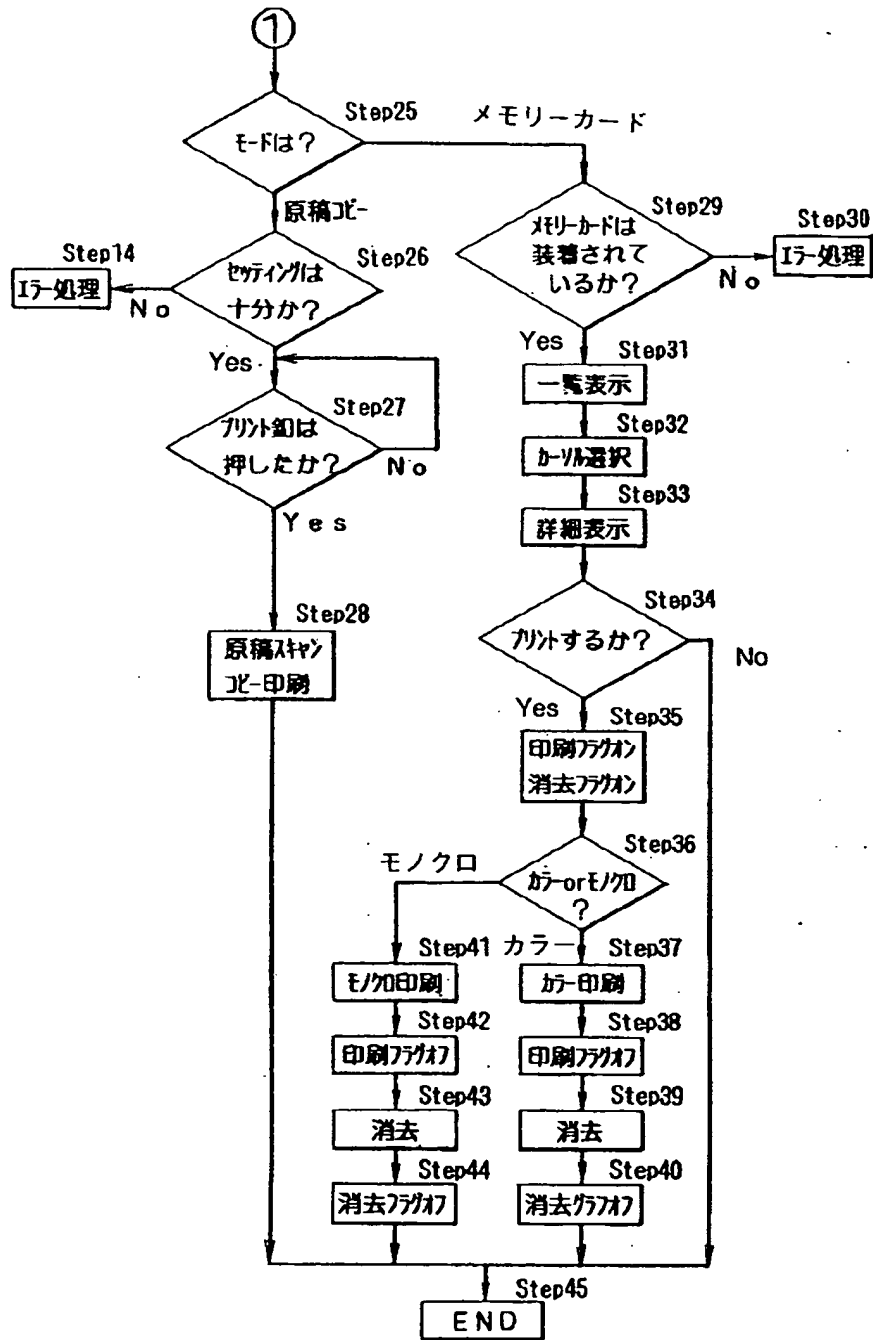 1
Step25
モードは?
メモリーカード
原稿コピー
Step14
エラー処理
No
Step26
セッティングは
十分か?
Yes
Step27
プリント釦は
押したか?
No
Yes
Step28
原稿スキャン
コピー印刷
Step29
メモリーカードは
装着されて
いるか?
No
Step30
エラー処理
Yes
Step31
一覧表示
Step32
カーソル選択
Step33
詳細表示
Step34
プリントするか?
No
Yes
Step35
印刷フラグオン
消去フラグオン
Step36
カラーorモノクロ
?
モノクロ
カラー
Step41
モノクロ印刷
Step42
印刷フラグオフ
Step43
消去
Step44
消去フラグオフ
Step37
カラー印刷
Step38
印刷フラグオフ
Step39
消去
Step40
消去グラフオフ
Step45
END